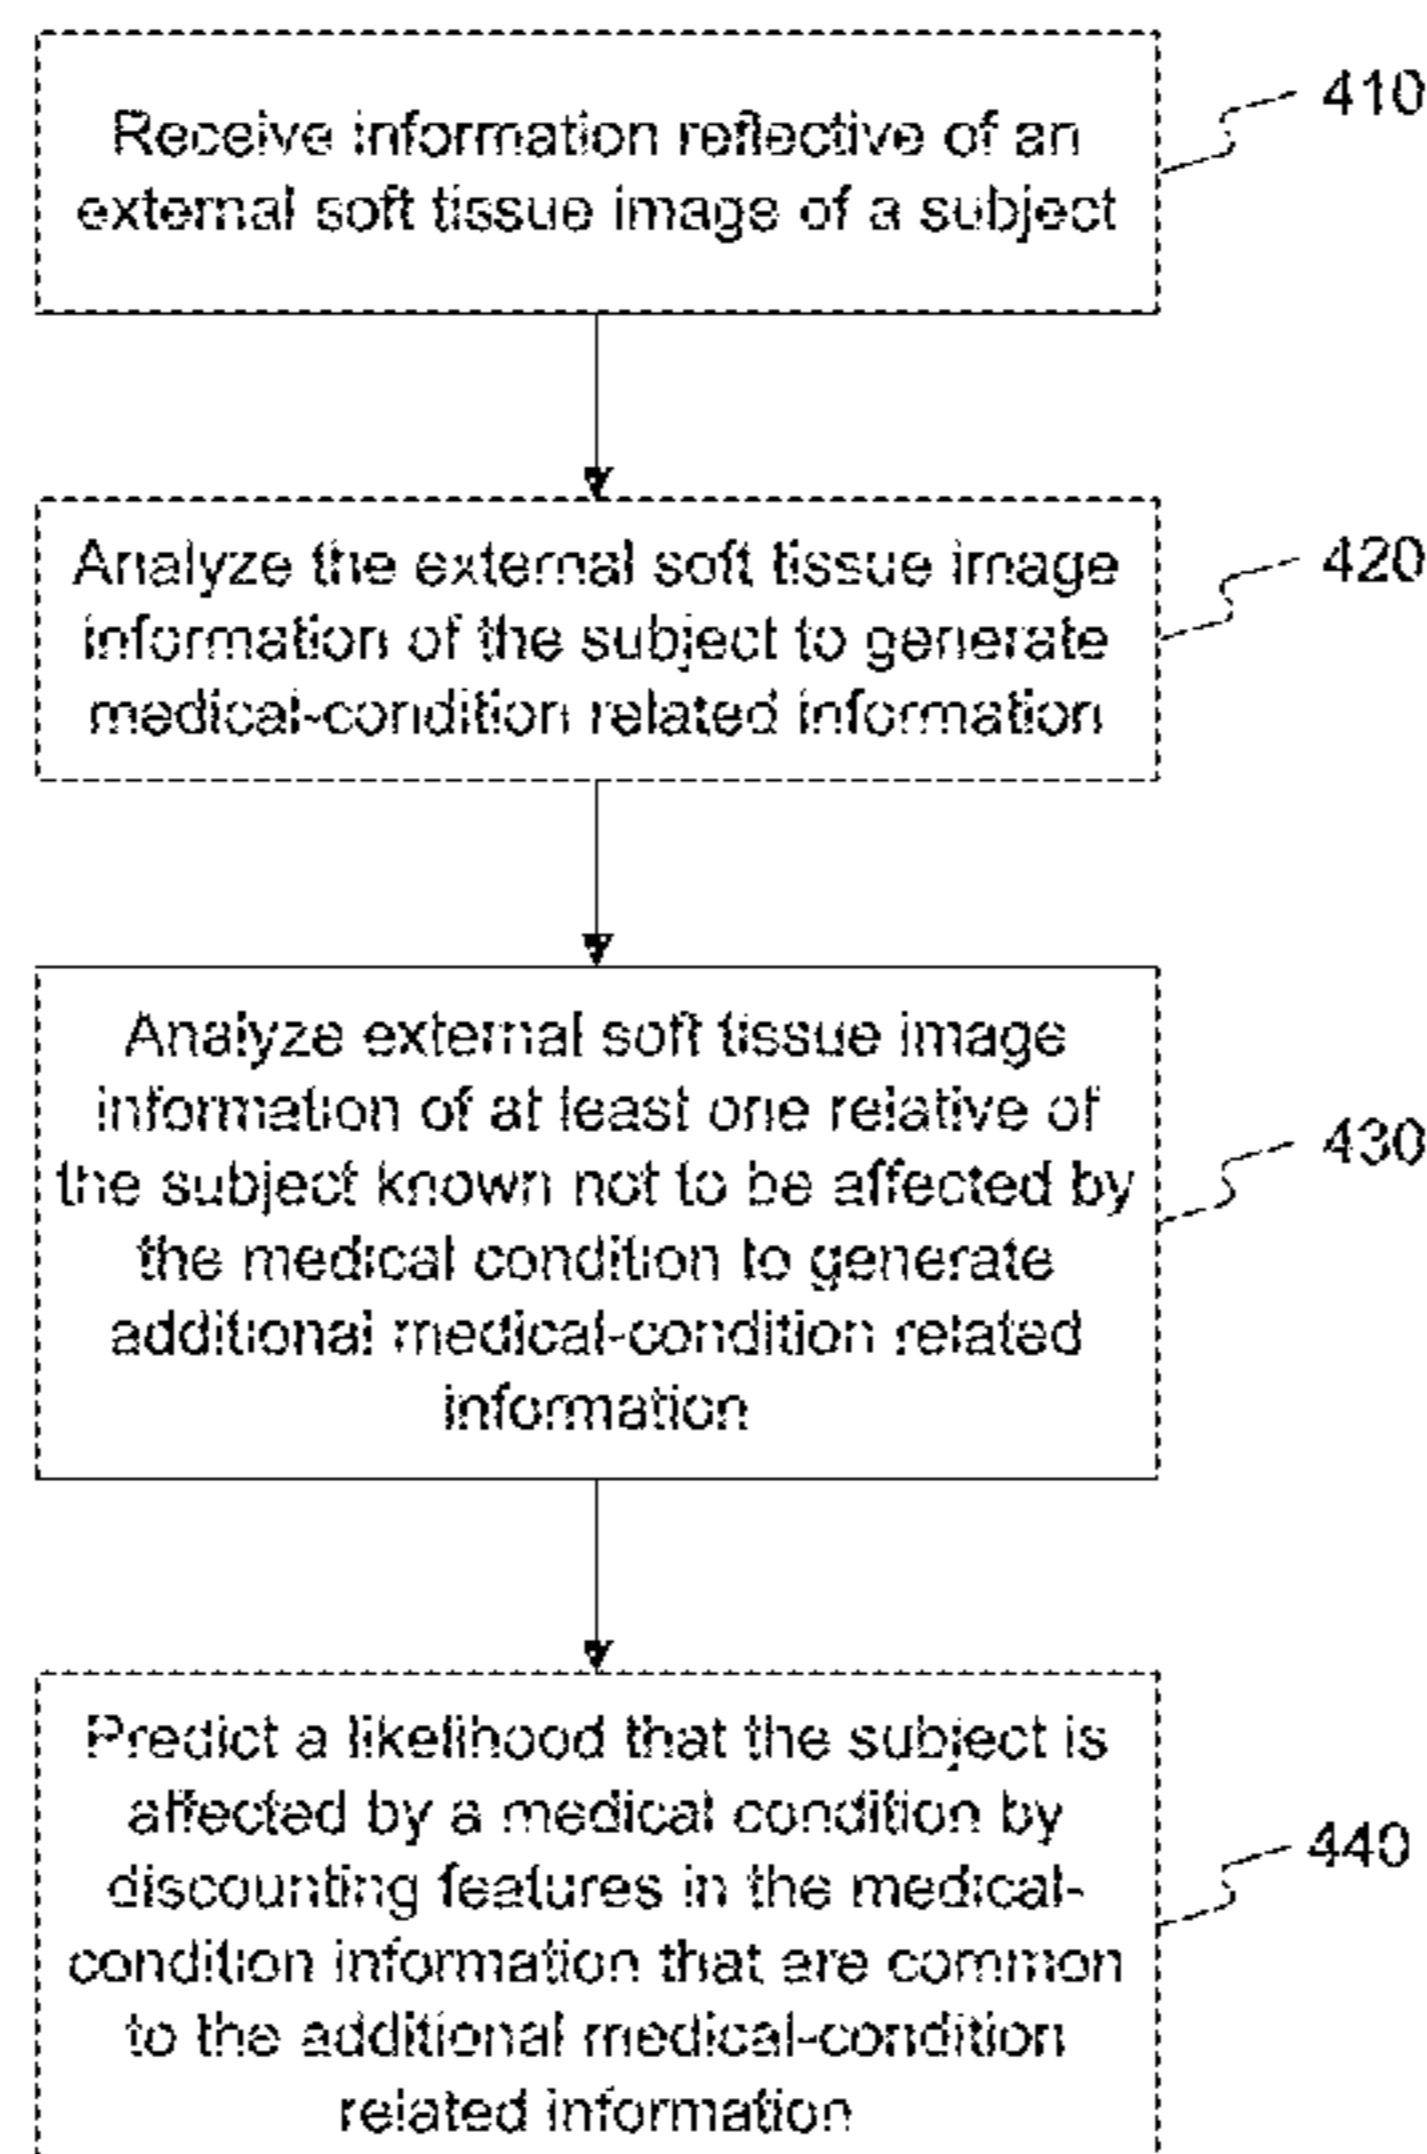 Receive information reflective of an
external soft tissue image of a subject
410
Analyze the external soft tissue image
information of the subject to generate
medical-condition related information
420
Analyze external soft tissue image
information of at least one relative of
the subject known not to be affected by
the medical condition to generate
additional medical-condition related
information
430
Predict a likelihood that the subject is
affected by a medical condition by
discounting features in the medical-
condition information that are common
to the additional medical-condition
related information
440